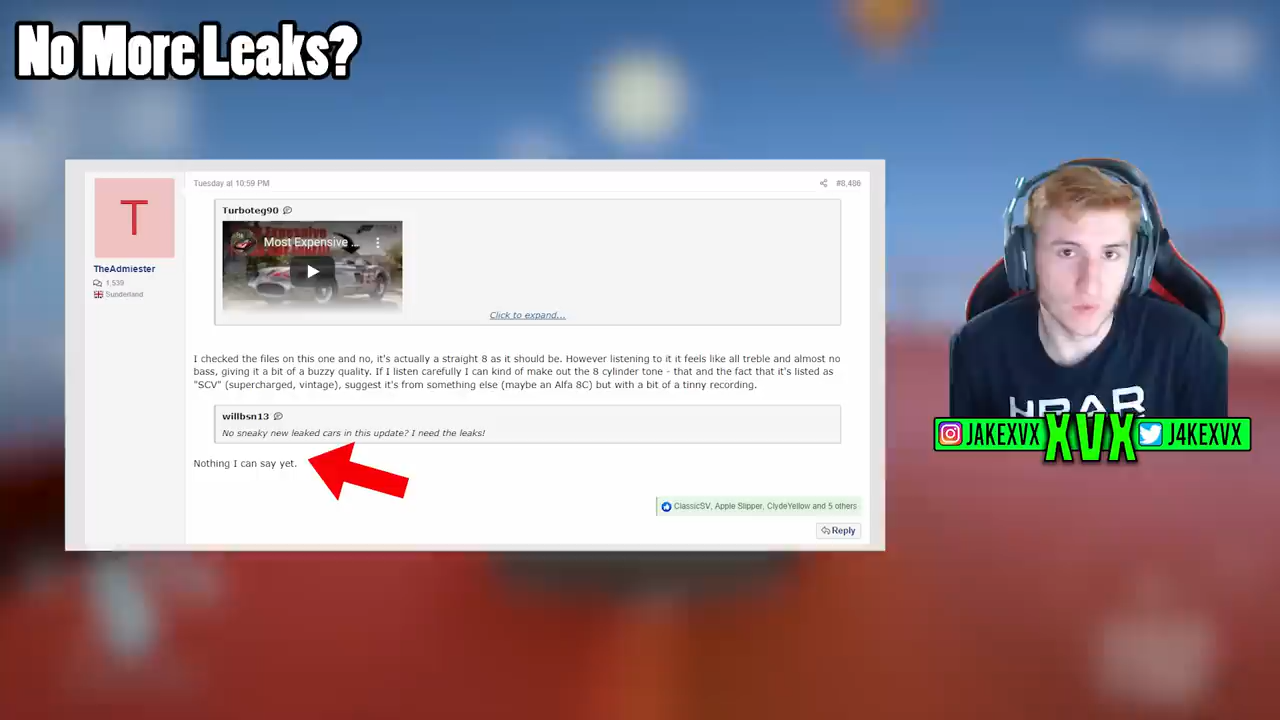 No More Leaks?
Tuesday at 10:59 PM
#8,486
T
TheAdmiester
1,539
Sunderland
Turboteg90
Most Expensive ...
Click to expand...
I checked the files on this one and no, it's actually a straight 8 as it should be. However listening to it it feels like all treble and almost no
bass, giving it a bit of a buzzy quality. If I listen carefully I can kind of make out the 8 cylinder tone - that and the fact that it's listed as
"SCV" (supercharged, vintage), suggest it's from something else (maybe an Alfa 8C) but with a bit of a tinny recording.
willbsn13
No sneaky new leaked cars in this update? I need the leaks!
Nothing I can say yet.
ClassicSV, Apple Slipper, ClydeYellow and 5 others
Reply
JAKEXVX XVX J4KEXVX